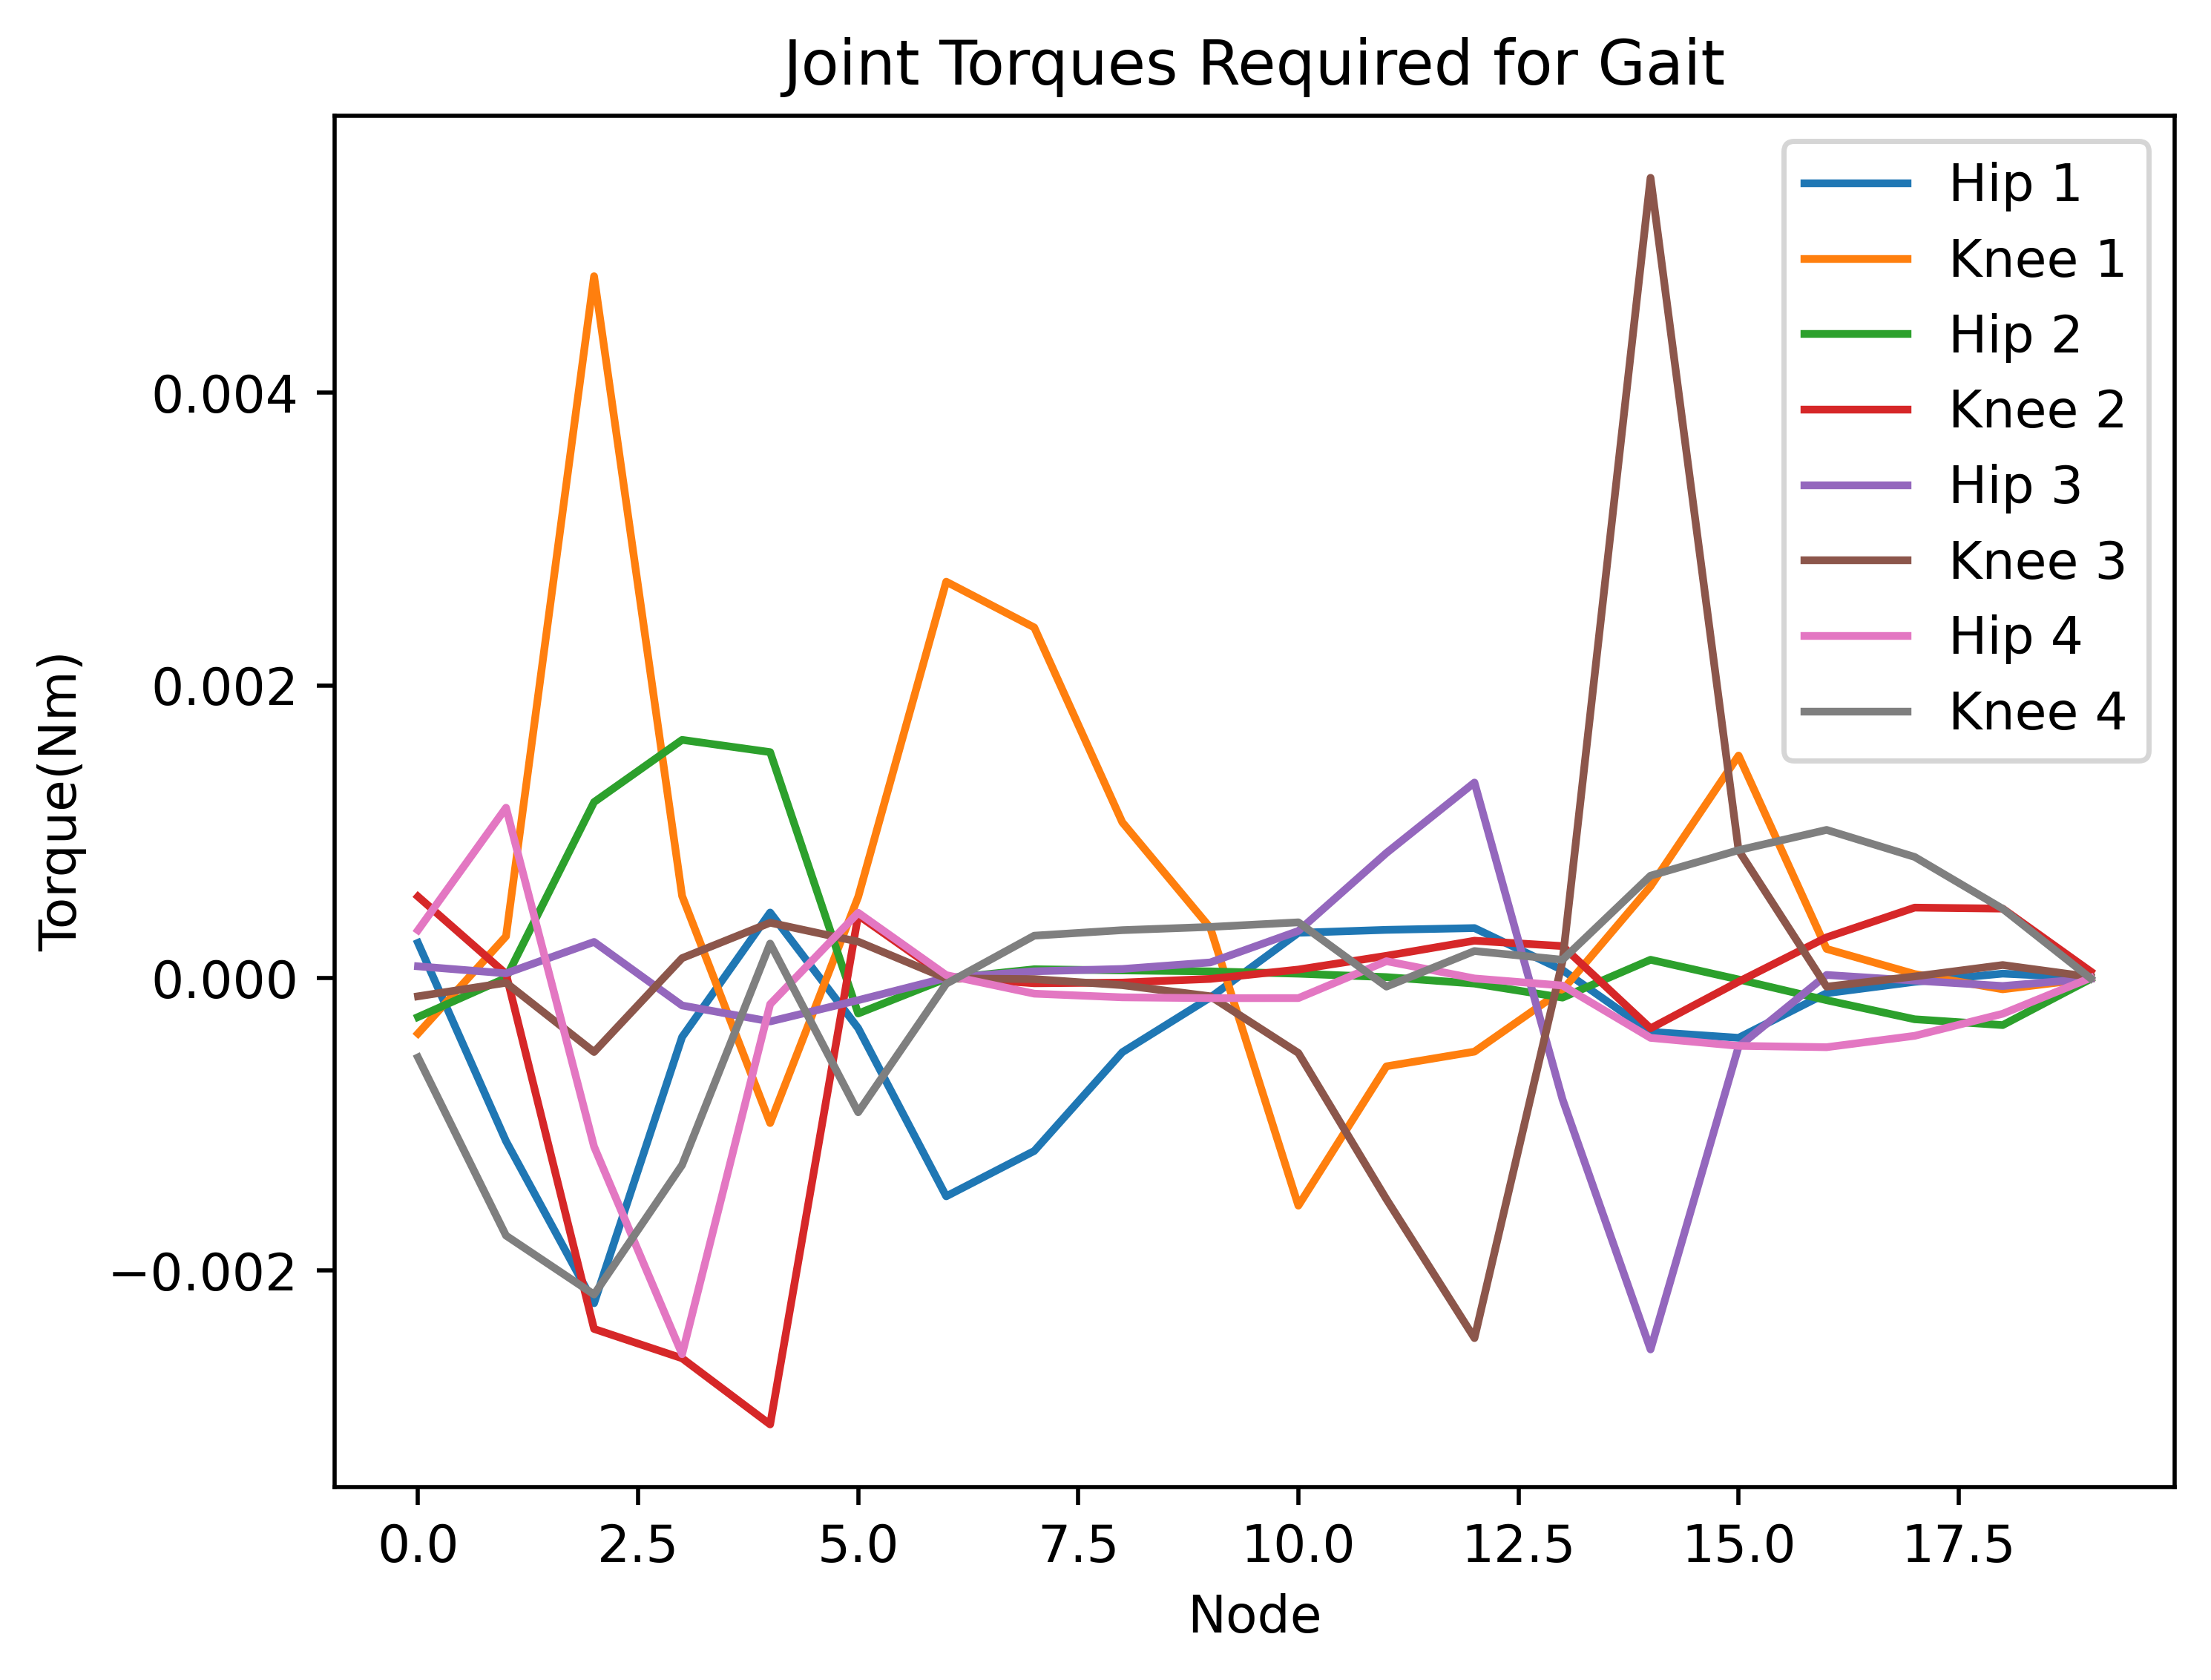 Joint Torques Required for Gait
Hip 1
Knee 1
Hip 2
Knee 2
Hip 3
Knee 3
Hip 4
Knee 4
0.004
0.002
0.000
−0.002
Torque(Nm)
0.0 2.5 5.0 7.5 10.0 12.5 15.0 17.5
Node